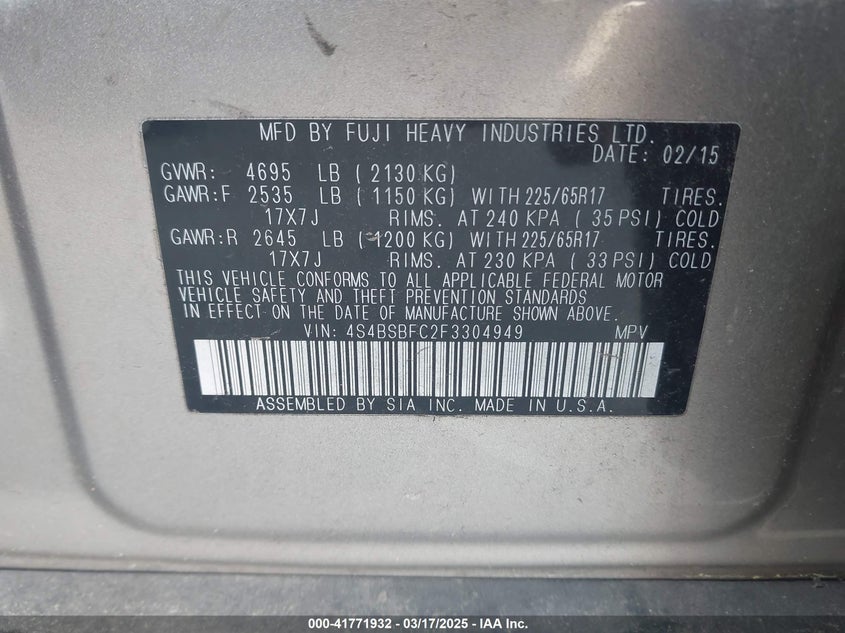 MFD BY FUJI HEAVY INDUSTRIES LTD.
DATE: 02/15
GVWR: 4695 LB ( 2130 KG)
GAWR:F 2535 LB ( 1150 KG) WITH 225/65R17 TIRES.
17X7J RIMS. AT 240 KPA ( 35 PSI) COLD
GAWR:R 2645 LB ( 1200 KG) WITH 225/65R17 TIRES.
17X7J RIMS. AT 230 KPA ( 33 PSI) COLD
THIS VEHICLE CONFORMS TO ALL APPLICABLE FEDERAL MOTOR
VEHICLE SAFETY AND THEFT PREVENTION STANDARDS
IN EFFECT ON THE DATE OF MANUFACTURE SHOWN ABOVE.
VIN: 4S4BSBFC2F3304949 MPV
ASSEMBLED BY SIA INC. MADE IN U.S.A.
000-41771932 - 03/17/2025 - IAA Inc.